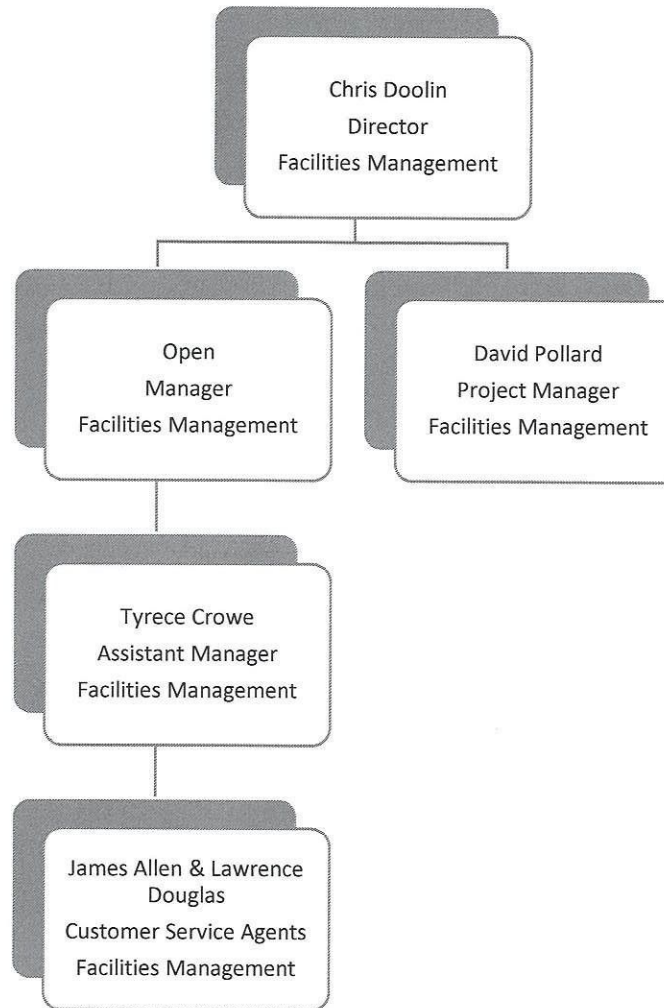 Chris Doolin
Director
Facilities Management
Open
Manager
Facilities Management
David Pollard
Project Manager
Facilities Management
Tyrece Crowe
Assistant Manager
Facilities Management
James Allen & Lawrence
Douglas
Customer Service Agents
Facilities Management